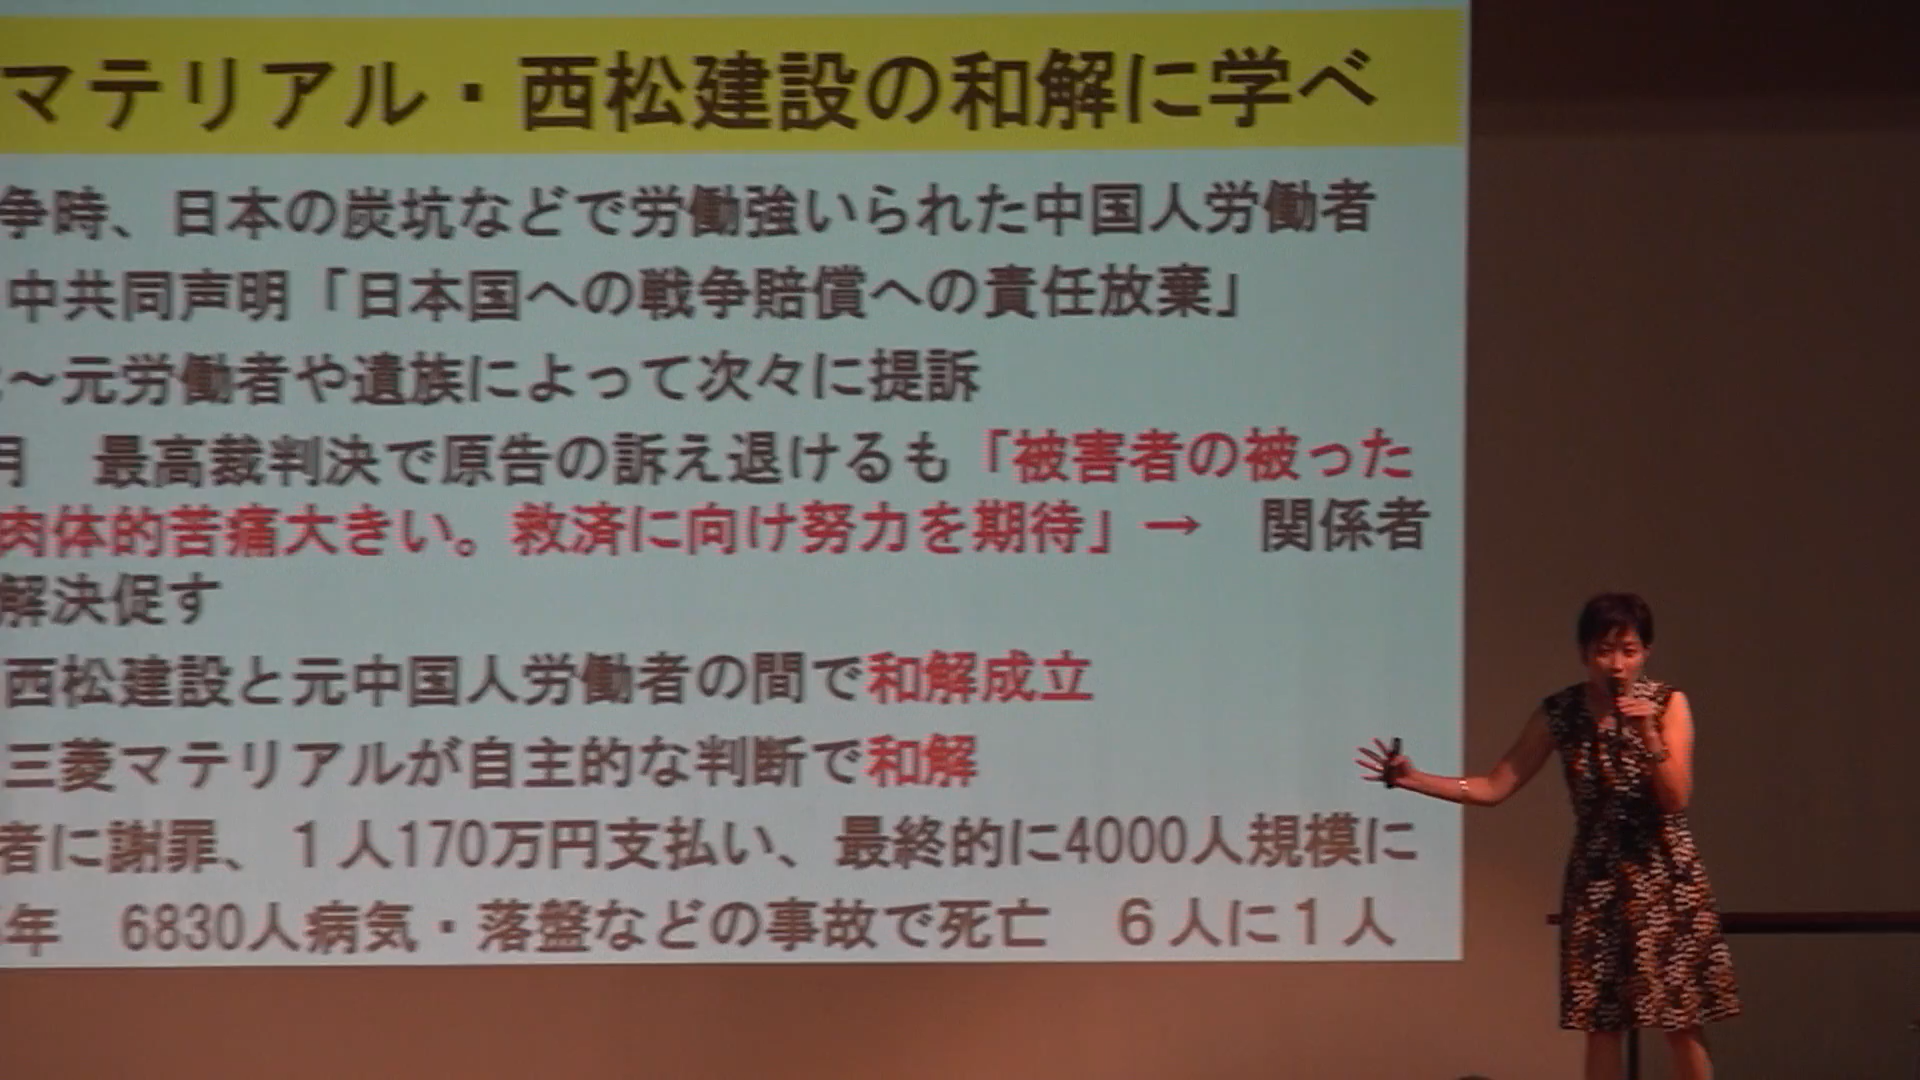 マテリアル・西松建設の和解に学べ
争時、日本の炭坑などで労働強いられた中国人労働者
中共同声明「日本国への戦争賠償への責任放棄」
～元労働者や遺族によって次々に提訴
月　最高裁判決で原告の訴え退けるも「被害者の被った
肉体的苦痛大きい。救済に向け努力を期待」→　関係者
解決促す
西松建設と元中国人労働者の間で和解成立
三菱マテリアルが自主的な判断で和解
者に謝罪、１人170万円支払い、最終的に4000人規模に
年　6830人病気・落盤などの事故で死亡　６人に１人